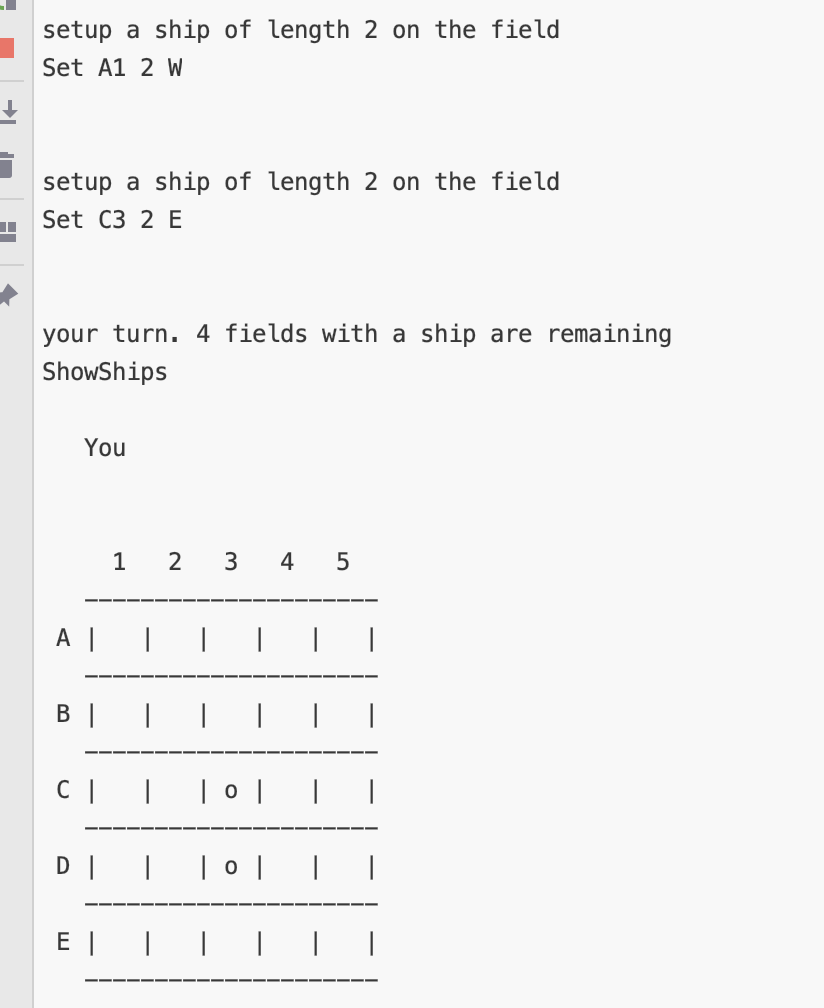 setup a ship of length 2 on the field
Set A1 2 W
setup a ship of length 2 on the field
Set C3 2 E
your turn. 4 fields with a ship are remaining
ShowShips
You
1 2 3 4 5
---------------------
A |   |   |   |   |   |
---------------------
B |   |   |   |   |   |
---------------------
C |   |   | o |   |   |
---------------------
D |   |   | o |   |   |
---------------------
E |   |   |   |   |   |
---------------------